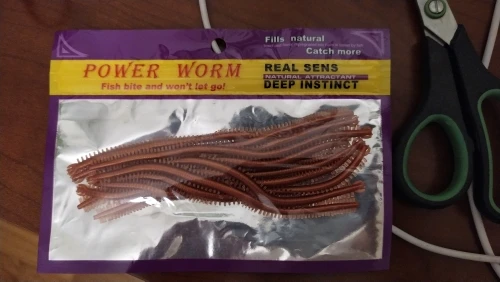 Fills natural
Catch more
POWER WORM
Fish bite and won't let go!
REAL SENS
NATURAL ATTRACTANT
DEEP INSTINCT